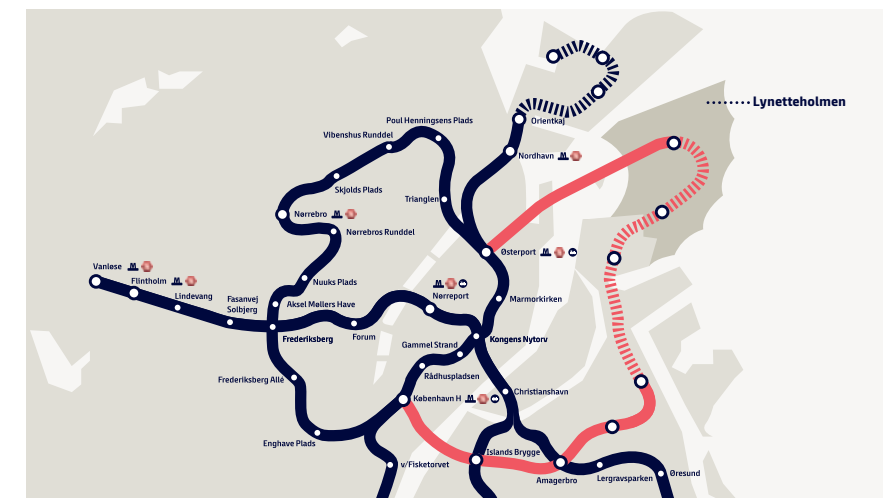 Lynetteholmen
Orientkaj
Poul Henningsens Plads
Vibenshus Runddel
Nordhavn
Skjolds Plads
Trianglen
Nørrebro
Nørrebros Runddel
Østerport
Vanløse
Flintholm
Nuuks Plads
Lindevang
Fasanvej
Solbjerg
Aksel Møllers Have
Nørreport
Marmorkirken
Frederiksberg
Forum
Kongens Nytorv
Gammel Strand
Rådhuspladsen
Frederiksberg Allé
Christianshavn
København H
Enghave Plads
Islands Brygge
v/Fisketorvet
Amagerbro
Lergravsparken
Øresund